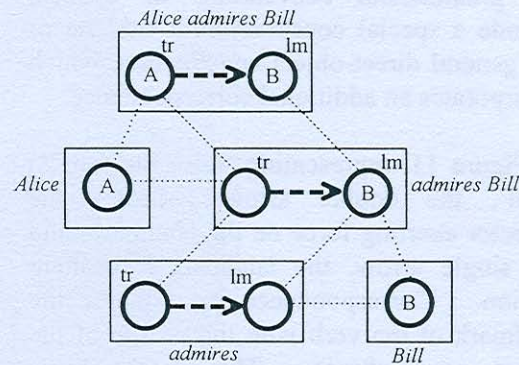 Alice admires Bill
tr
lm
A
B
tr
lm
Alice
A
B
admires Bill
tr
lm
B
admires
Bill